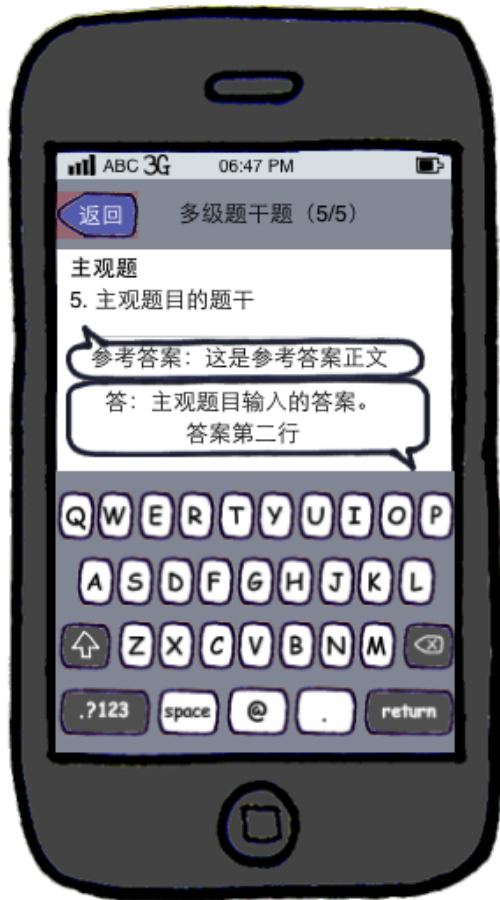 ABC 3G 06:47 PM
返回 多级题干题（5/5）
主观题
5. 主观题目的题干
参考答案：这是参考答案正文
答：主观题目输入的答案。
答案第二行
Q W E R T Y U I O P
A S D F G H J K L
Z X C V B N M
.?123 space @ . return